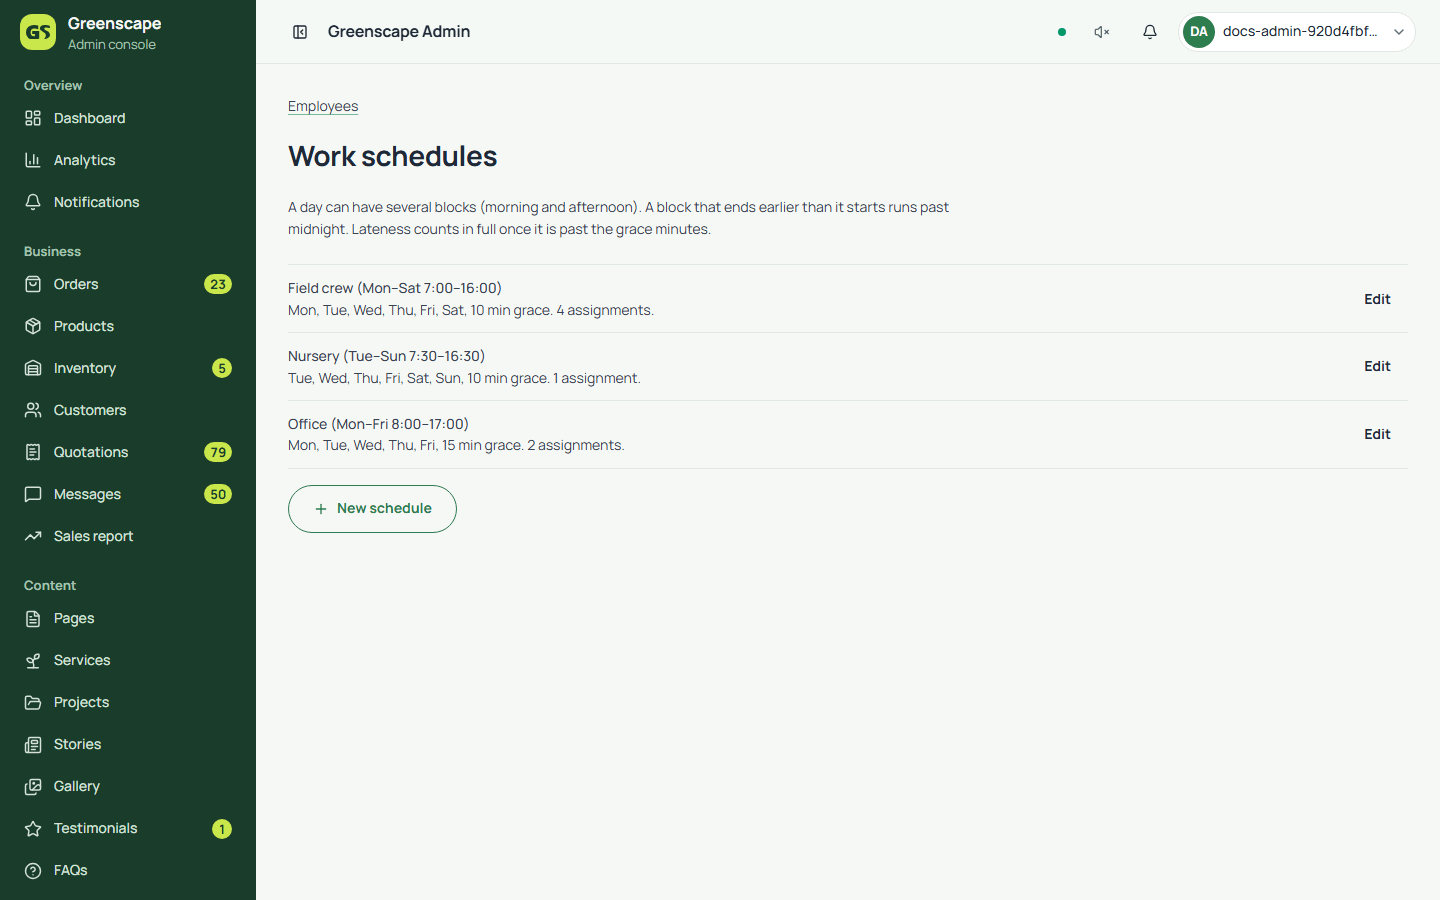 GS
Greenscape
Admin console
Overview
Dashboard
Analytics
Notifications
Business
Orders 23
Products
Inventory 5
Customers
Quotations 79
Messages 50
Sales report
Content
Pages
Services
Projects
Stories
Gallery
Testimonials 1
FAQs
Greenscape Admin
DA docs-admin-920d4fbf...
Employees
Work schedules
A day can have several blocks (morning and afternoon). A block that ends earlier than it starts runs past
midnight. Lateness counts in full once it is past the grace minutes.
Field crew (Mon–Sat 7:00–16:00)
Mon, Tue, Wed, Thu, Fri, Sat, 10 min grace. 4 assignments.
Edit
Nursery (Tue–Sun 7:30–16:30)
Tue, Wed, Thu, Fri, Sat, Sun, 10 min grace. 1 assignment.
Edit
Office (Mon–Fri 8:00–17:00)
Mon, Tue, Wed, Thu, Fri, 15 min grace. 2 assignments.
Edit
+ New schedule